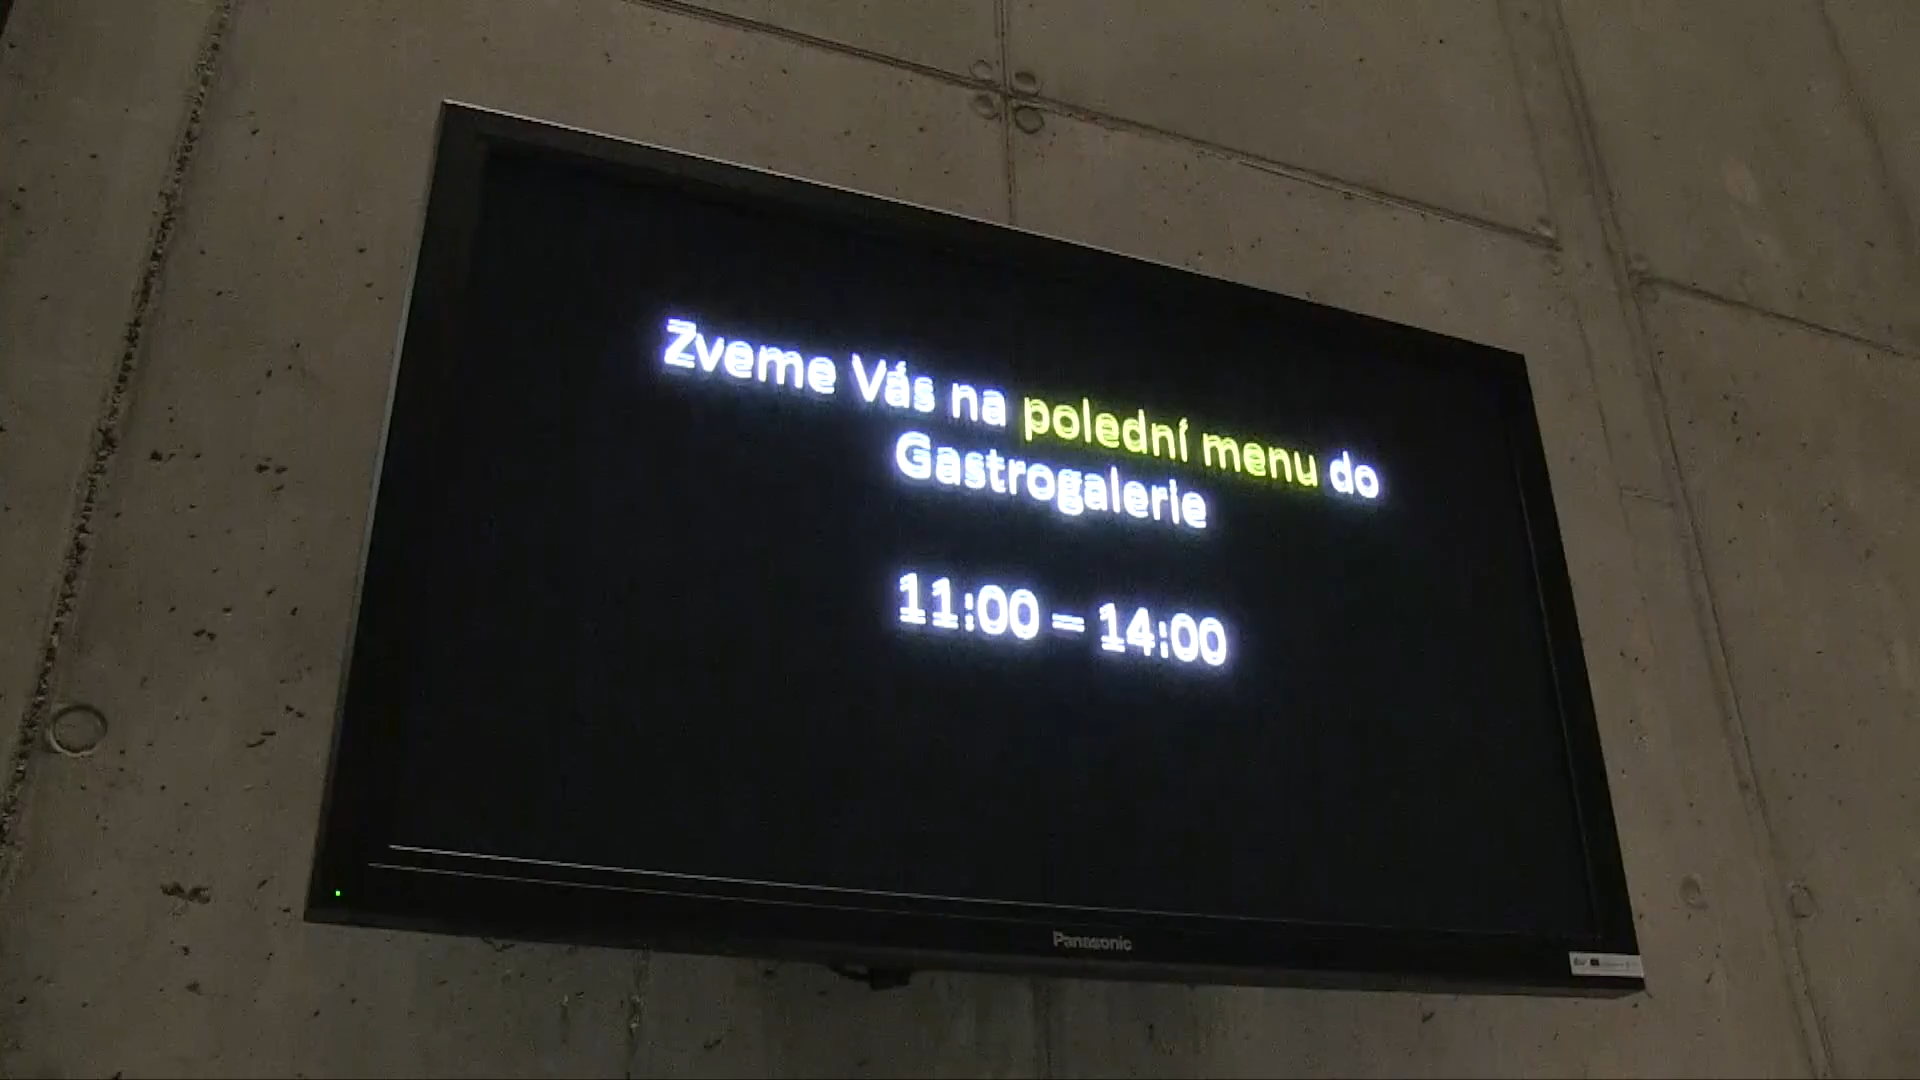 Zveme Vás na polední menu do
Gastrogalerie
11:00 – 14:00
Panasonic